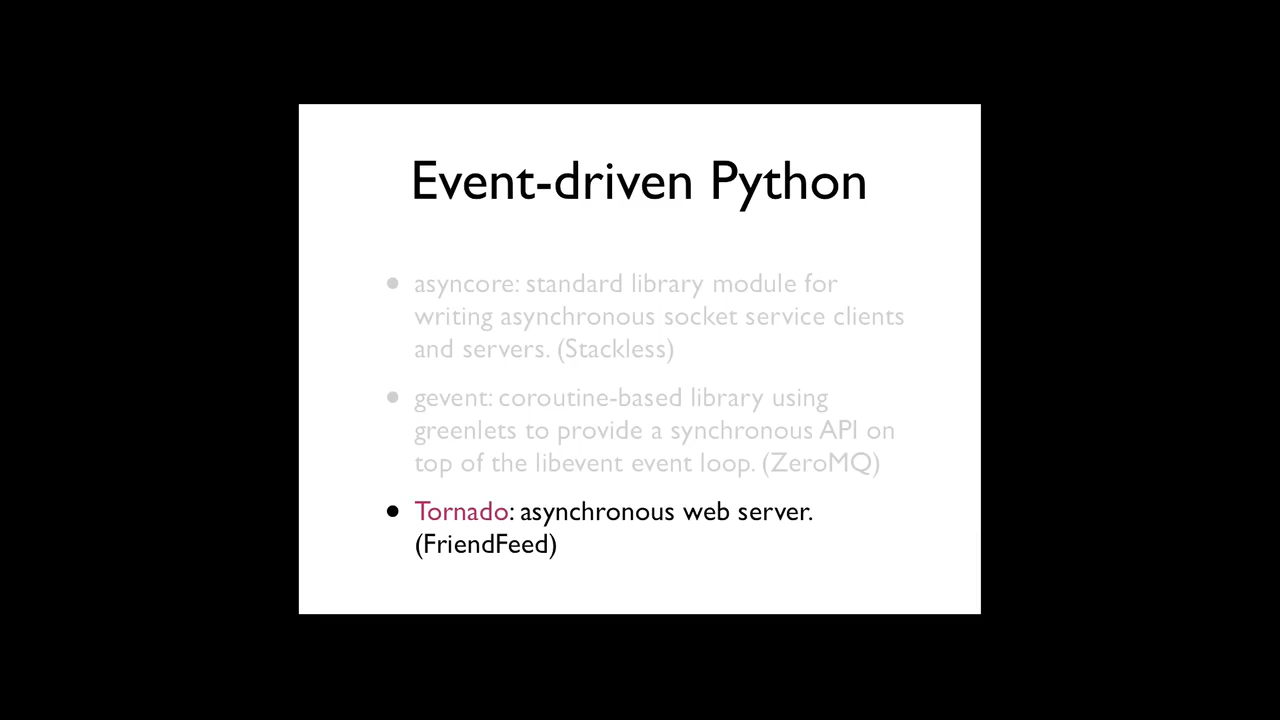 Event-driven Python
• asyncore: standard library module for
writing asynchronous socket service clients
and servers. (Stackless)
• gevent: coroutine-based library using
greenlets to provide a synchronous API on
top of the libevent event loop. (ZeroMQ)
• Tornado: asynchronous web server.
(FriendFeed)